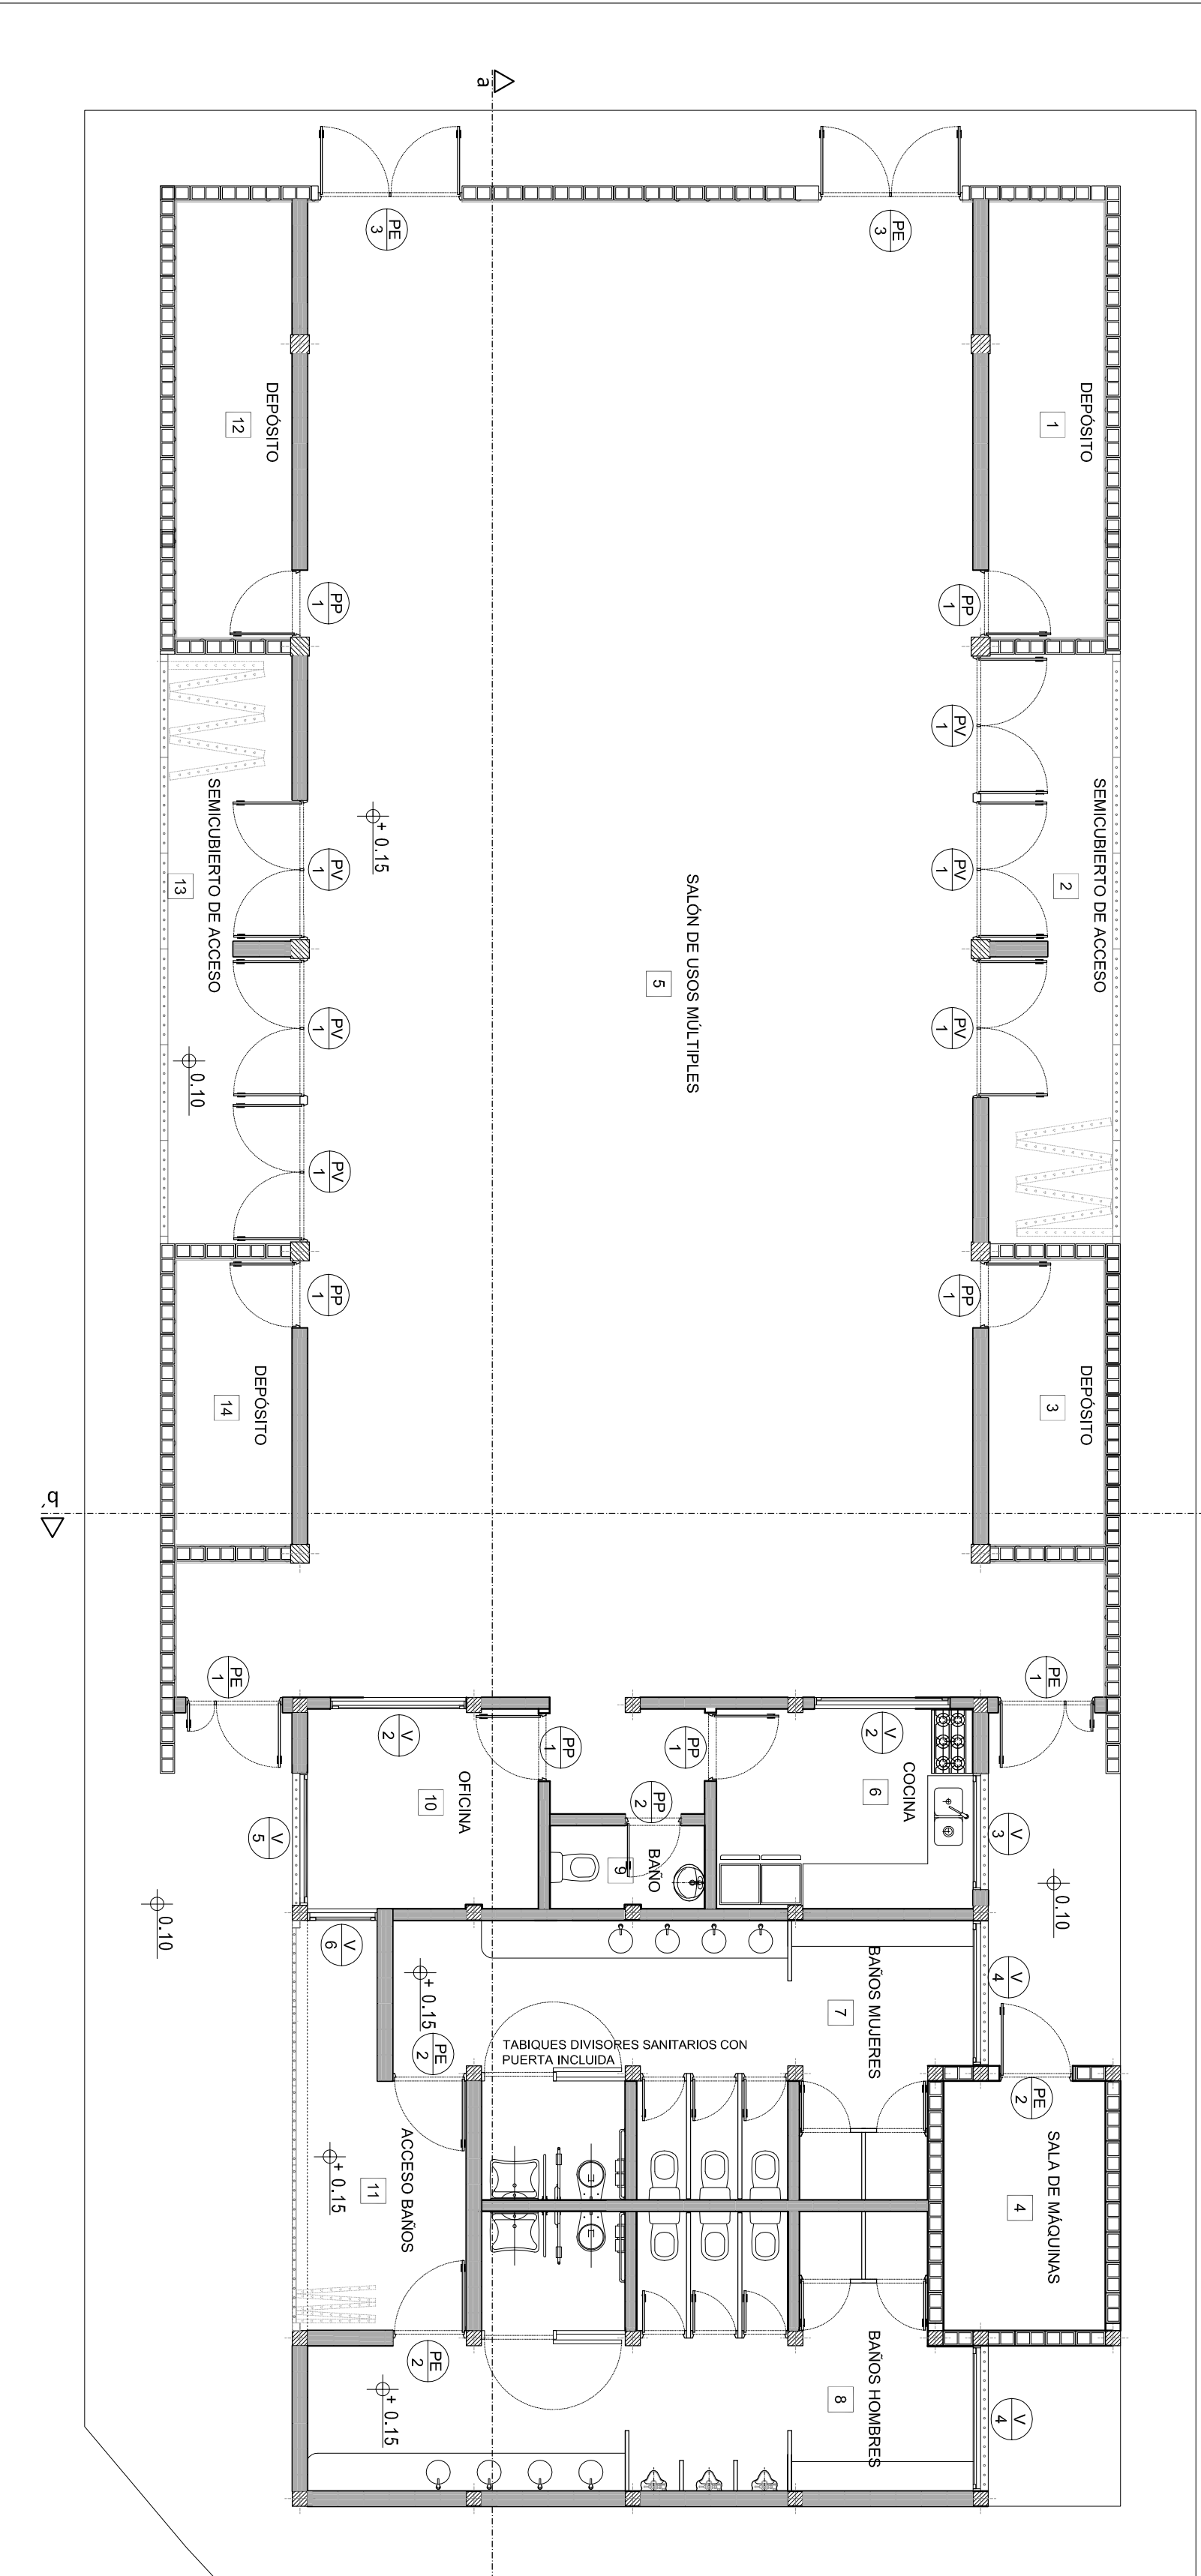 a
PE
3
PE
3
DEPÓSITO
12
DEPÓSITO
1
PP
1
PP
1
PV
1
SEMICUBIERTO DE ACCESO
13
+ 0.15
PV
1
PV
1
SEMICUBIERTO DE ACCESO
2
SALÓN DE USOS MÚLTIPLES
5
PV
1
PV
1
0.10
PV
1
PP
1
PP
1
DEPÓSITO
14
DEPÓSITO
3
b'
PE
1
PE
1
V
2
PP
1
PP
1
V
2
OFICINA
10
PP
2
COCINA
6
V
5
BAÑO
9
V
3
0.10
0.10
V
6
+ 0.15
BAÑOS MUJERES
7
V
4
PE
2
TABIQUES DIVISORES SANITARIOS CON
PUERTA INCLUIDA
PE
2
ACCESO BAÑOS
11
+ 0.15
SALA DE MÁQUINAS
4
PE
2
+ 0.15
BAÑOS HOMBRES
8
V
4